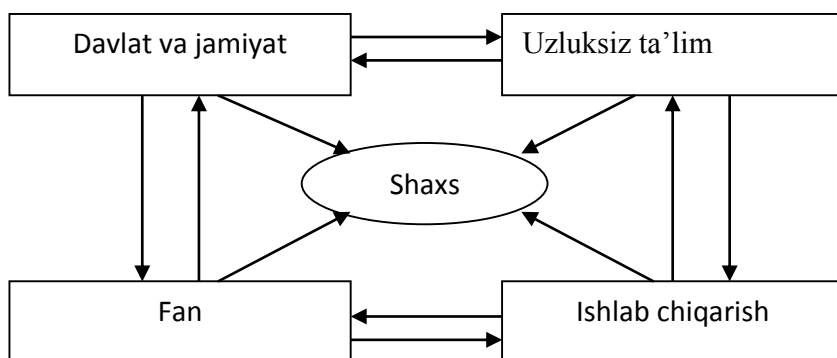 Davlat va jamiyat
Uzluksiz ta’lim
Shaxs
Fan
Ishlab chiqarish